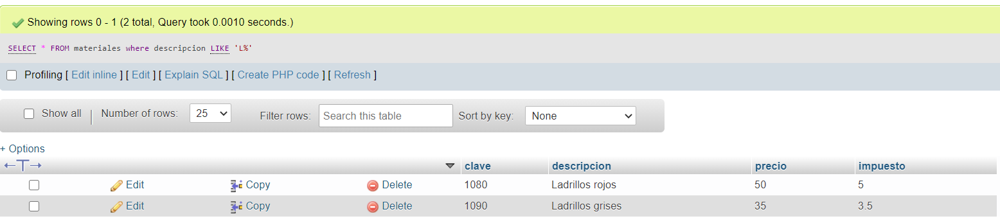 Showing rows 0 - 1 (2 total, Query took 0.0010 seconds.)
SELECT * FROM materiales where descripcion LIKE 'L%'
Profiling [ Edit inline ] [ Edit ] [ Explain SQL ] [ Create PHP code ] [ Refresh ]
Show all | Number of rows: 25 Filter rows: Search this table Sort by key: None
+ Options
←T→ clave descripcion precio impuesto
Edit Copy Delete 1080 Ladrillos rojos 50 5
Edit Copy Delete 1090 Ladrillos grises 35 3.5